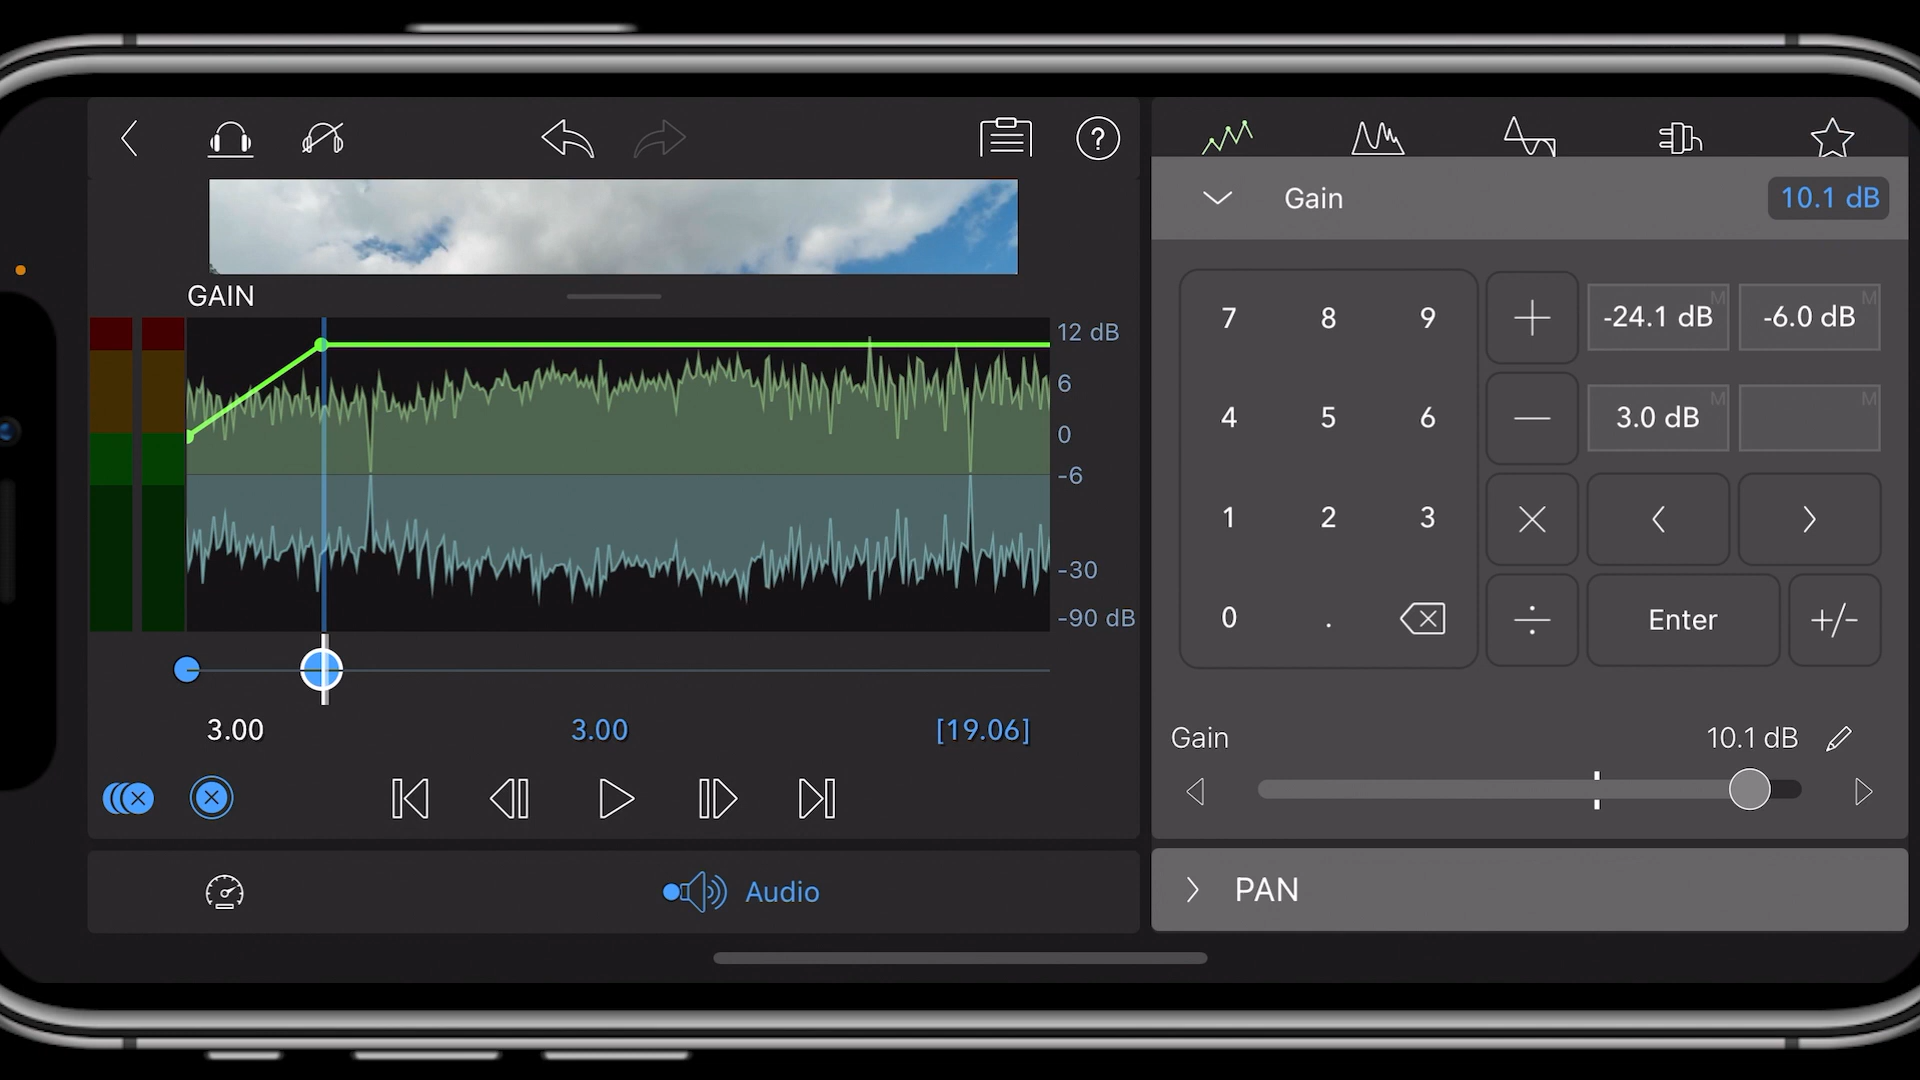 ?
Gain 10.1 dB
GAIN
12 dB
6
0
-6
-30
-90 dB
7 8 9 + -24.1 dB M -6.0 dB M
4 5 6 — 3.0 dB M M
1 2 3 × < >
0 . ÷ Enter +/-
3.00 3.00 [19.06]
Gain 10.1 dB
Audio
PAN